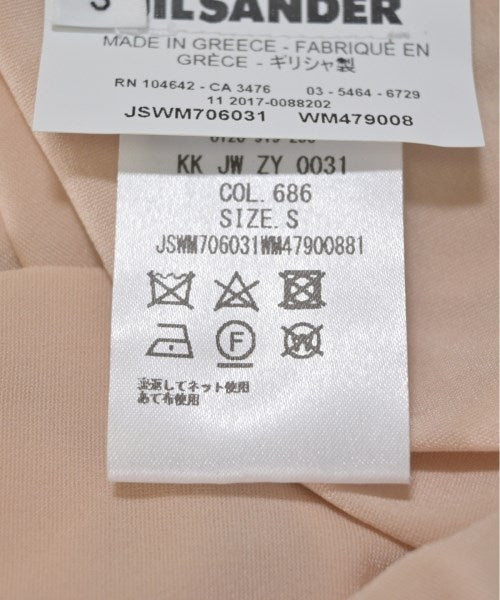 S
JILSANDER
MADE IN GREECE - FABRIQUÉ EN
GRÈCE - ギリシャ製
RN 104642 - CA 3476 03 - 5464 - 6729
11 2017-0088202
JSWM706031 WM479008
KK JW ZY 0031
COL. 686
SIZE. S
JSWM706031WM47900881
F
W
裏返してネット使用
あて布使用